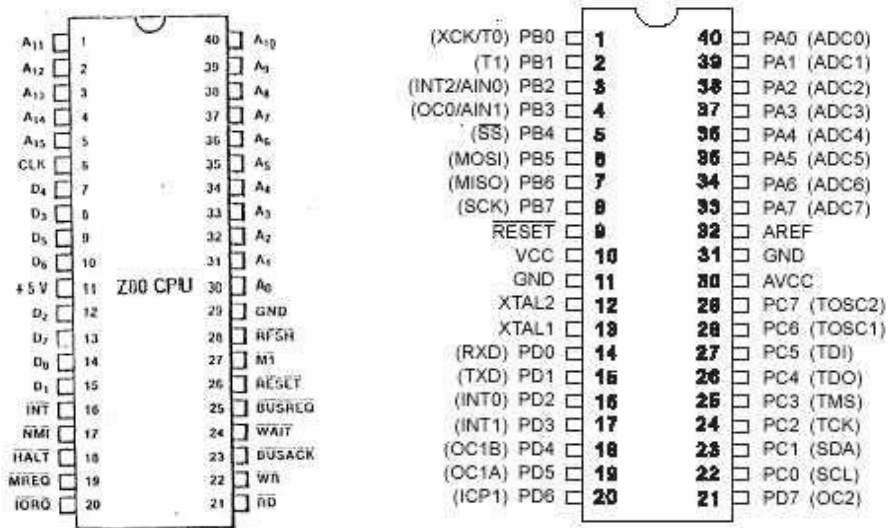 A11 1 40 A10
A12 2 39 A9
A13 3 38 A8
A14 4 37 A7
A15 5 36 A6
CLK 6 35 A5
D4 7 34 A4
D3 8 33 A3
D5 9 32 A2
D6 10 31 A1
+5V 11 Z80 CPU 30 A0
D2 12 29 GND
D7 13 28 RFSH
D0 14 27 M1
D1 15 26 RESET
INT 16 25 BUSREQ
NMI 17 24 WAIT
HALT 18 23 BUSACK
MREQ 19 22 WR
IORQ 20 21 RD
(XCK/T0) PB0 1 40 PA0 (ADC0)
(T1) PB1 2 39 PA1 (ADC1)
(INT2/AIN0) PB2 3 38 PA2 (ADC2)
(OC0/AIN1) PB3 4 37 PA3 (ADC3)
(SS) PB4 5 36 PA4 (ADC4)
(MOSI) PB5 6 35 PA5 (ADC5)
(MISO) PB6 7 34 PA6 (ADC6)
(SCK) PB7 8 33 PA7 (ADC7)
RESET 9 32 AREF
VCC 10 31 GND
GND 11 30 AVCC
XTAL2 12 29 PC7 (TOSC2)
XTAL1 13 28 PC6 (TOSC1)
(RXD) PD0 14 27 PC5 (TDI)
(TXD) PD1 15 26 PC4 (TDO)
(INT0) PD2 16 25 PC3 (TMS)
(INT1) PD3 17 24 PC2 (TCK)
(OC1B) PD4 18 23 PC1 (SDA)
(OC1A) PD5 19 22 PC0 (SCL)
(ICP1) PD6 20 21 PD7 (OC2)